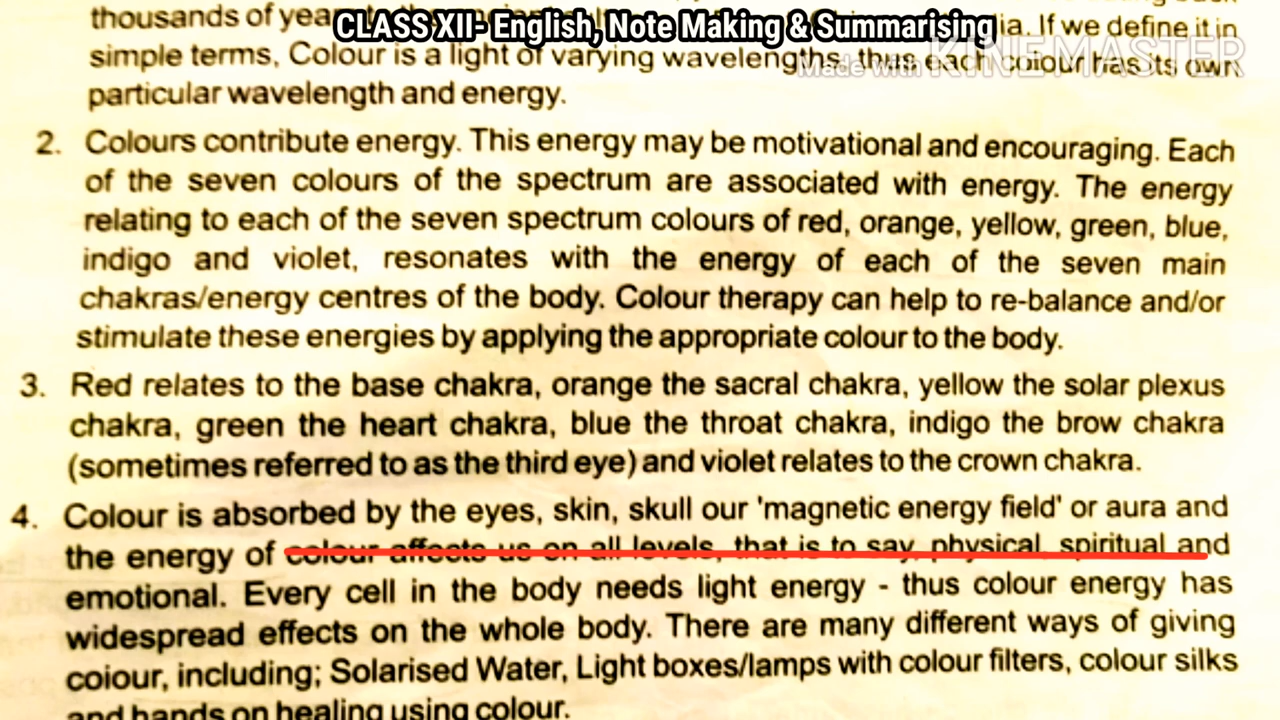 thousands of
CLASS XII- English, Note Making & Summarising
ia. If we define it in
simple terms, Colour is a light of varying wavelengths, thus each colour has its own
Made with KINEMASTER
particular wavelength and energy.
2. Colours contribute energy. This energy may be motivational and encouraging. Each
of the seven colours of the spectrum are associated with energy. The energy
relating to each of the seven spectrum colours of red, orange, yellow, green, blue,
indigo and violet, resonates with the energy of each of the seven main
chakras/energy centres of the body. Colour therapy can help to re-balance and/or
stimulate these energies by applying the appropriate colour to the body.
3. Red relates to the base chakra, orange the sacral chakra, yellow the solar plexus
chakra, green the heart chakra, blue the throat chakra, indigo the brow chakra
(sometimes referred to as the third eye) and violet relates to the crown chakra.
4. Colour is absorbed by the eyes, skin, skull our 'magnetic energy field' or aura and
the energy of colour affects us on all levels, that is to say, physical, spiritual and
emotional. Every cell in the body needs light energy - thus colour energy has
widespread effects on the whole body. There are many different ways of giving
coiour, including; Solarised Water, Light boxes/lamps with colour filters, colour silks
and hands on healing using colour.